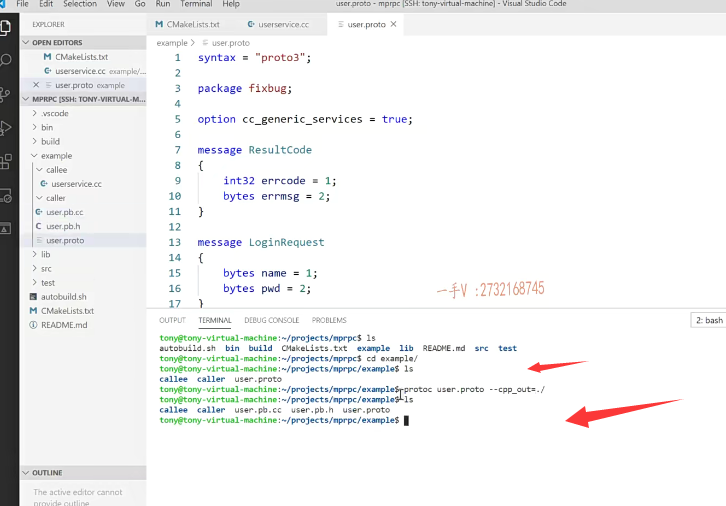 File Edit Selection View Go Run Terminal Help
user.proto - mprpc [SSH: tony-virtual-machine] - Visual Studio Code
EXPLORER
OPEN EDITORS
CMakeLists.txt
userservice.cc example/...
user.proto example
MPRPC [SSH: TONY-VIRTUAL-M...
.vscode
bin
build
example
callee
userservice.cc
caller
user.pb.cc
user.pb.h
user.proto
lib
src
test
autobuild.sh
CMakeLists.txt
README.md
OUTLINE
The active editor cannot
provide outline
CMakeLists.txt userservice.cc user.proto
example > user.proto
1 syntax = "proto3";
2
3 package fixbug;
4
5 option cc_generic_services = true;
6
7 message ResultCode
8 {
9 int32 errcode = 1;
10 bytes errmsg = 2;
11 }
12
13 message LoginRequest
14 {
15 bytes name = 1;
16 bytes pwd = 2;
17 }
一手V :2732168745
OUTPUT TERMINAL DEBUG CONSOLE PROBLEMS 2: bash
tony@tony-virtual-machine:~/projects/mprpc$ ls
autobuild.sh bin build CMakeLists.txt example lib README.md src test
tony@tony-virtual-machine:~/projects/mprpc$ cd example/
tony@tony-virtual-machine:~/projects/mprpc/example$ ls
callee caller user.proto
tony@tony-virtual-machine:~/projects/mprpc/example$ protoc user.proto --cpp_out=./
tony@tony-virtual-machine:~/projects/mprpc/example$ ls
callee caller user.pb.cc user.pb.h user.proto
tony@tony-virtual-machine:~/projects/mprpc/example$